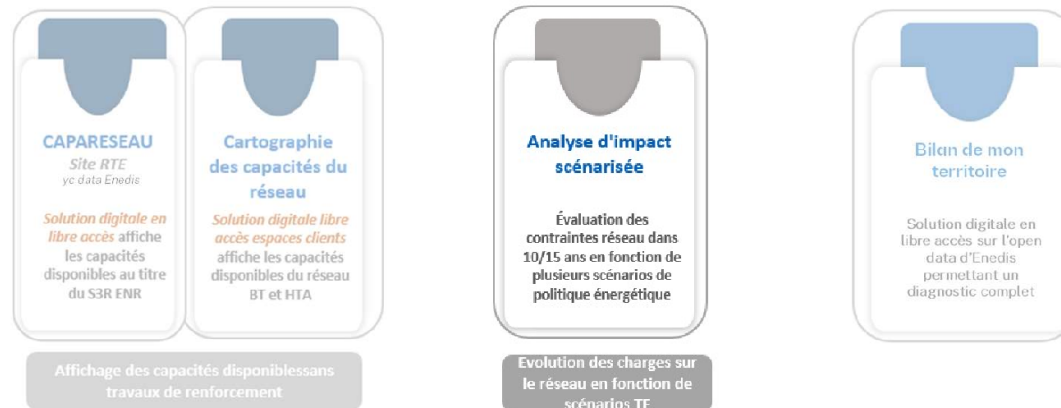 CAPARESEAU
Site RTE
yc data Enedis
Solution digitale en
libre accès affiche
les capacités
disponibles au titre
du S3R ENR
Cartographie
des capacités du
réseau
Solution digitale libre
accès espaces clients
affiche les capacités
disponibles du réseau
BT et HTA
Affichage des capacités disponiblessans
travaux de renforcement
Analyse d'impact
scénarisée
Évaluation des
contraintes réseau dans
10/15 ans en fonction de
plusieurs scénarios de
politique énergétique
Evolution des charges sur
le réseau en fonction de
scénarios TE
Bilan de mon
territoire
Solution digitale en
libre accès sur l'open
data d'Enedis
permettant un
diagnostic complet